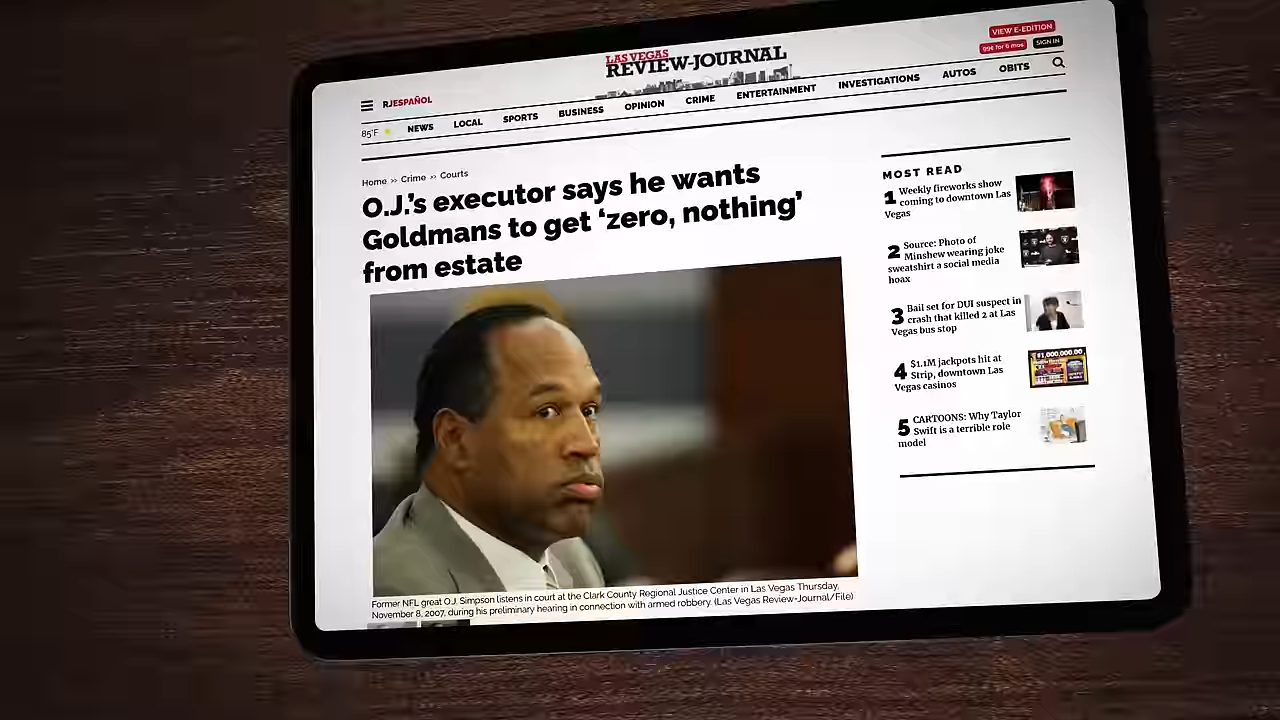 VIEW E-EDITION
99¢ for 6 mos.
SIGN IN
LAS VEGAS
REVIEW-JOURNAL
RJESPAÑOL
85°F
NEWS
LOCAL
SPORTS
BUSINESS
OPINION
CRIME
ENTERTAINMENT
INVESTIGATIONS
AUTOS
OBITS
Home » Crime » Courts
O.J.'s executor says he wants
Goldmans to get ‘zero, nothing’
from estate
Former NFL great O.J. Simpson listens in court at the Clark County Regional Justice Center in Las Vegas Thursday,
November 8, 2007, during his preliminary hearing in connection with armed robbery. (Las Vegas Review-Journal/File)
MOST READ
1 Weekly fireworks show
coming to downtown Las
Vegas
2 Source: Photo of
Minshew wearing joke
sweatshirt a social media
hoax
3 Bail set for DUI suspect in
crash that killed 2 at Las
Vegas bus stop
4 $1.1M jackpots hit at
Strip, downtown Las
Vegas casinos
$1,000,000.00
5 CARTOONS: Why Taylor
Swift is a terrible role
model